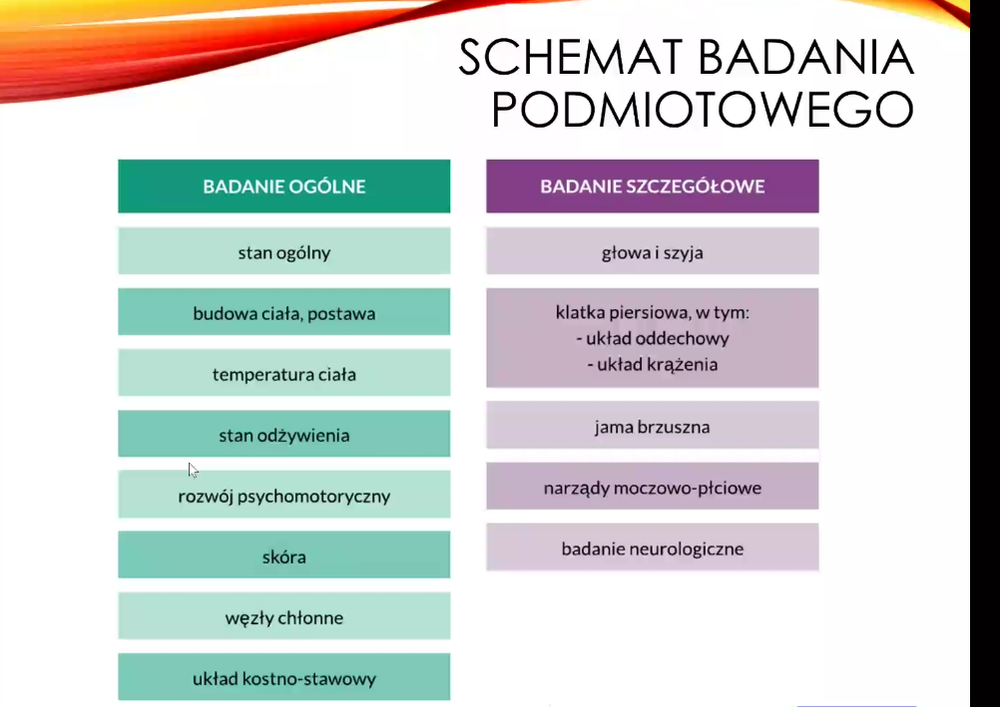 SCHEMAT BADANIA
PODMIOTOWEGO
BADANIE OGÓLNE
stan ogólny
budowa ciała, postawa
temperatura ciała
stan odżywienia
rozwój psychomotoryczny
skóra
węzły chłonne
układ kostno-stawowy
BADANIE SZCZEGÓŁOWE
głowa i szyja
klatka piersiowa, w tym:
- układ oddechowy
- układ krążenia
jama brzuszna
narządy moczowo-płciowe
badanie neurologiczne